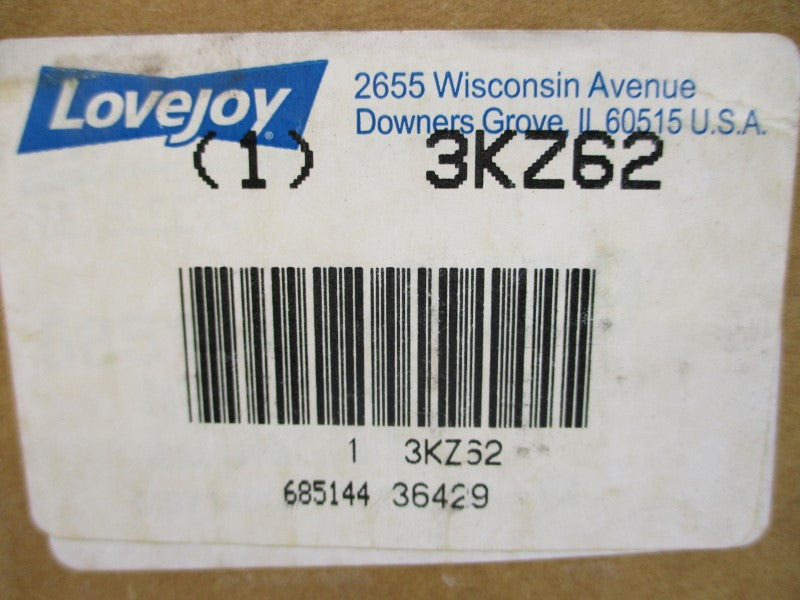 Lovejoy®
2655 Wisconsin Avenue
Downers Grove, IL 60515 U.S.A.
(1) 3KZ62
1 3KZ62
685144 36429